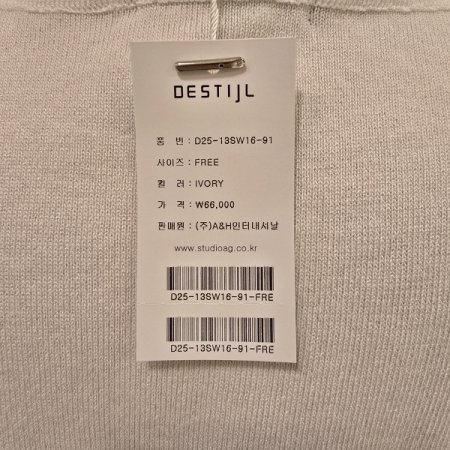 DESTIJL
품 번 : D25-13SW16-91
사이즈 : FREE
컬 러 : IVORY
가 격 : ₩66,000
판매원 : (주)A&H인터내셔날
www.studioag.co.kr
D25-13SW16-91-FRE
D25-13SW16-91-FRE